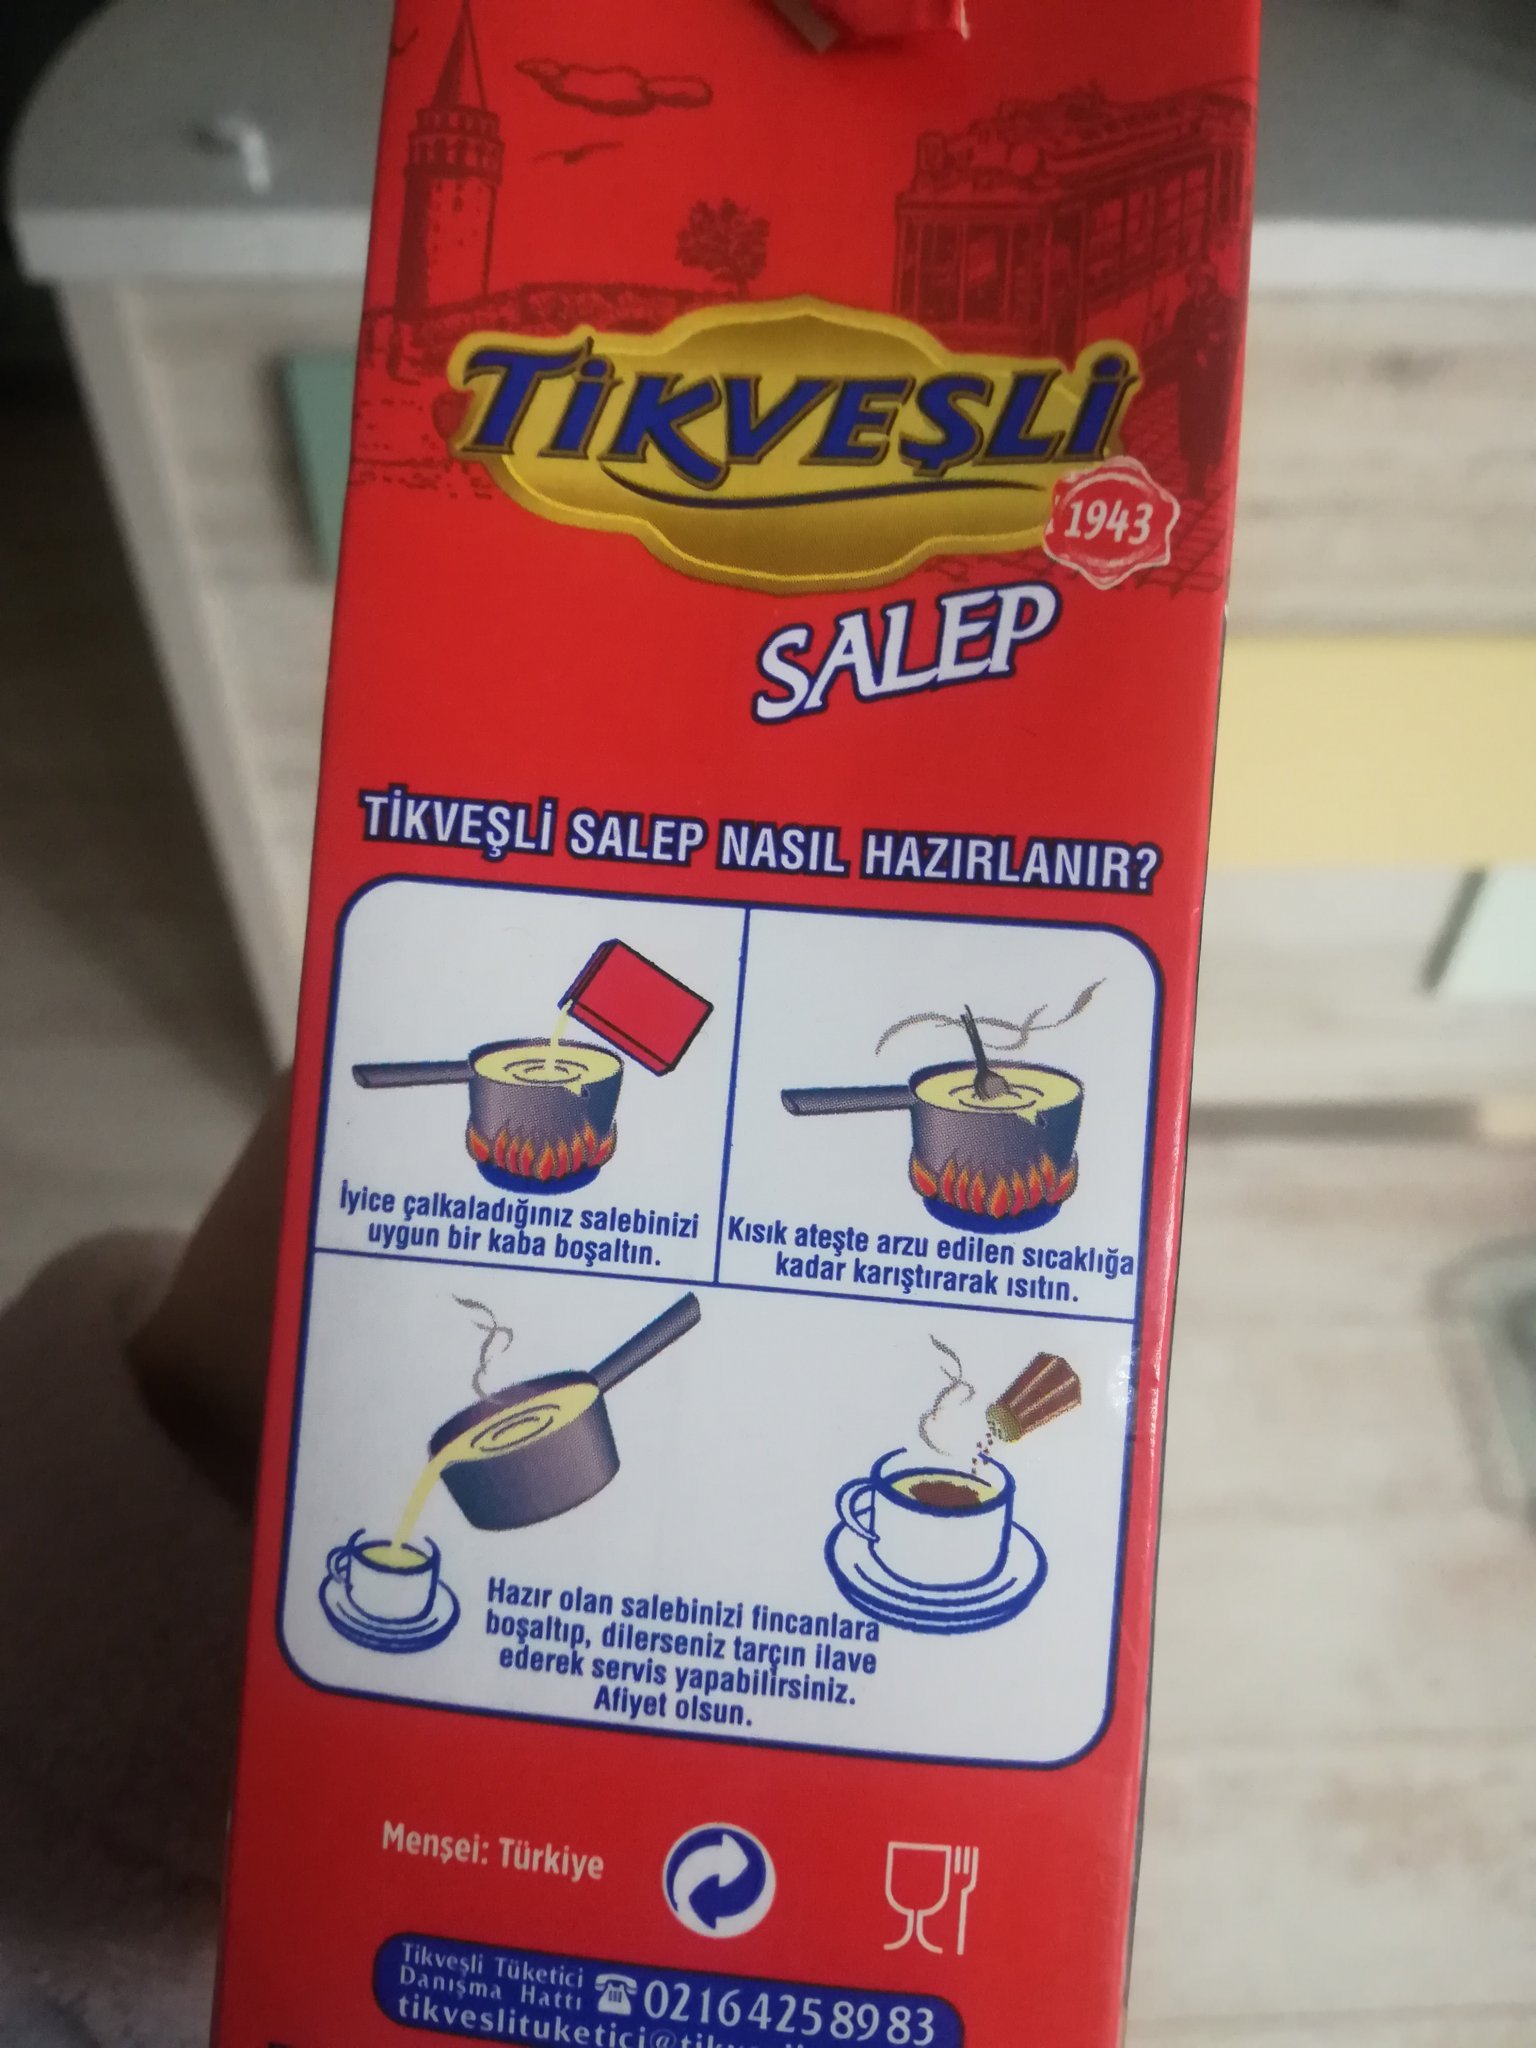 TİKVEŞLİ
1943
SALEP
TİKVEŞLİ SALEP NASIL HAZIRLANIR?
İyice çalkaladığınız salebinizi
uygun bir kaba boşaltın.
Kısık ateşte arzu edilen sıcaklığa
kadar karıştırarak ısıtın.
Hazır olan salebinizi fincanlara
boşaltıp, dilerseniz tarçın ilave
ederek servis yapabilirsiniz.
Afiyet olsun.
Menşei: Türkiye
Tikveşli Tüketici
Danışma Hattı
0216 425 89 83